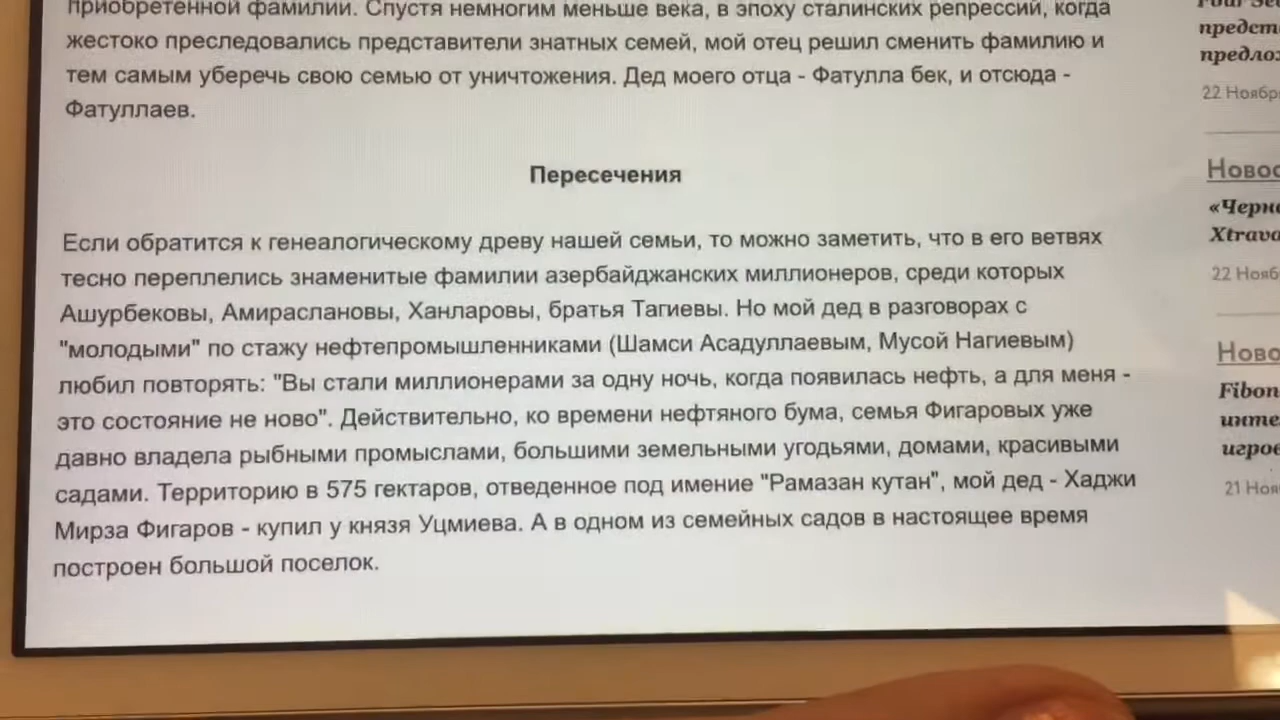 приобретенной фамилии. Спустя немногим меньше века, в эпоху сталинских репрессий, когда
жестоко преследовались представители знатных семей, мой отец решил сменить фамилию и
тем самым уберечь свою семью от уничтожения. Дед моего отца - Фатулла бек, и отсюда -
Фатуллаев.
Пересечения
Если обратится к генеалогическому древу нашей семьи, то можно заметить, что в его ветвях
тесно переплелись знаменитые фамилии азербайджанских миллионеров, среди которых
Ашурбековы, Амираслановы, Ханларовы, братья Тагиевы. Но мой дед в разговорах с
"молодыми" по стажу нефтепромышленниками (Шамси Асадуллаевым, Мусой Нагиевым)
любил повторять: "Вы стали миллионерами за одну ночь, когда появилась нефть, а для меня -
это состояние не ново". Действительно, ко времени нефтяного бума, семья Фигаровых уже
давно владела рыбными промыслами, большими земельными угодьями, домами, красивыми
садами. Территорию в 575 гектаров, отведенное под имение "Рамазан кутан", мой дед - Хаджи
Мирза Фигаров - купил у князя Уцмиева. А в одном из семейных садов в настоящее время
построен большой поселок.
22 Ноябр
Xtrava
22 Нояб
Fibon
21 Ноя